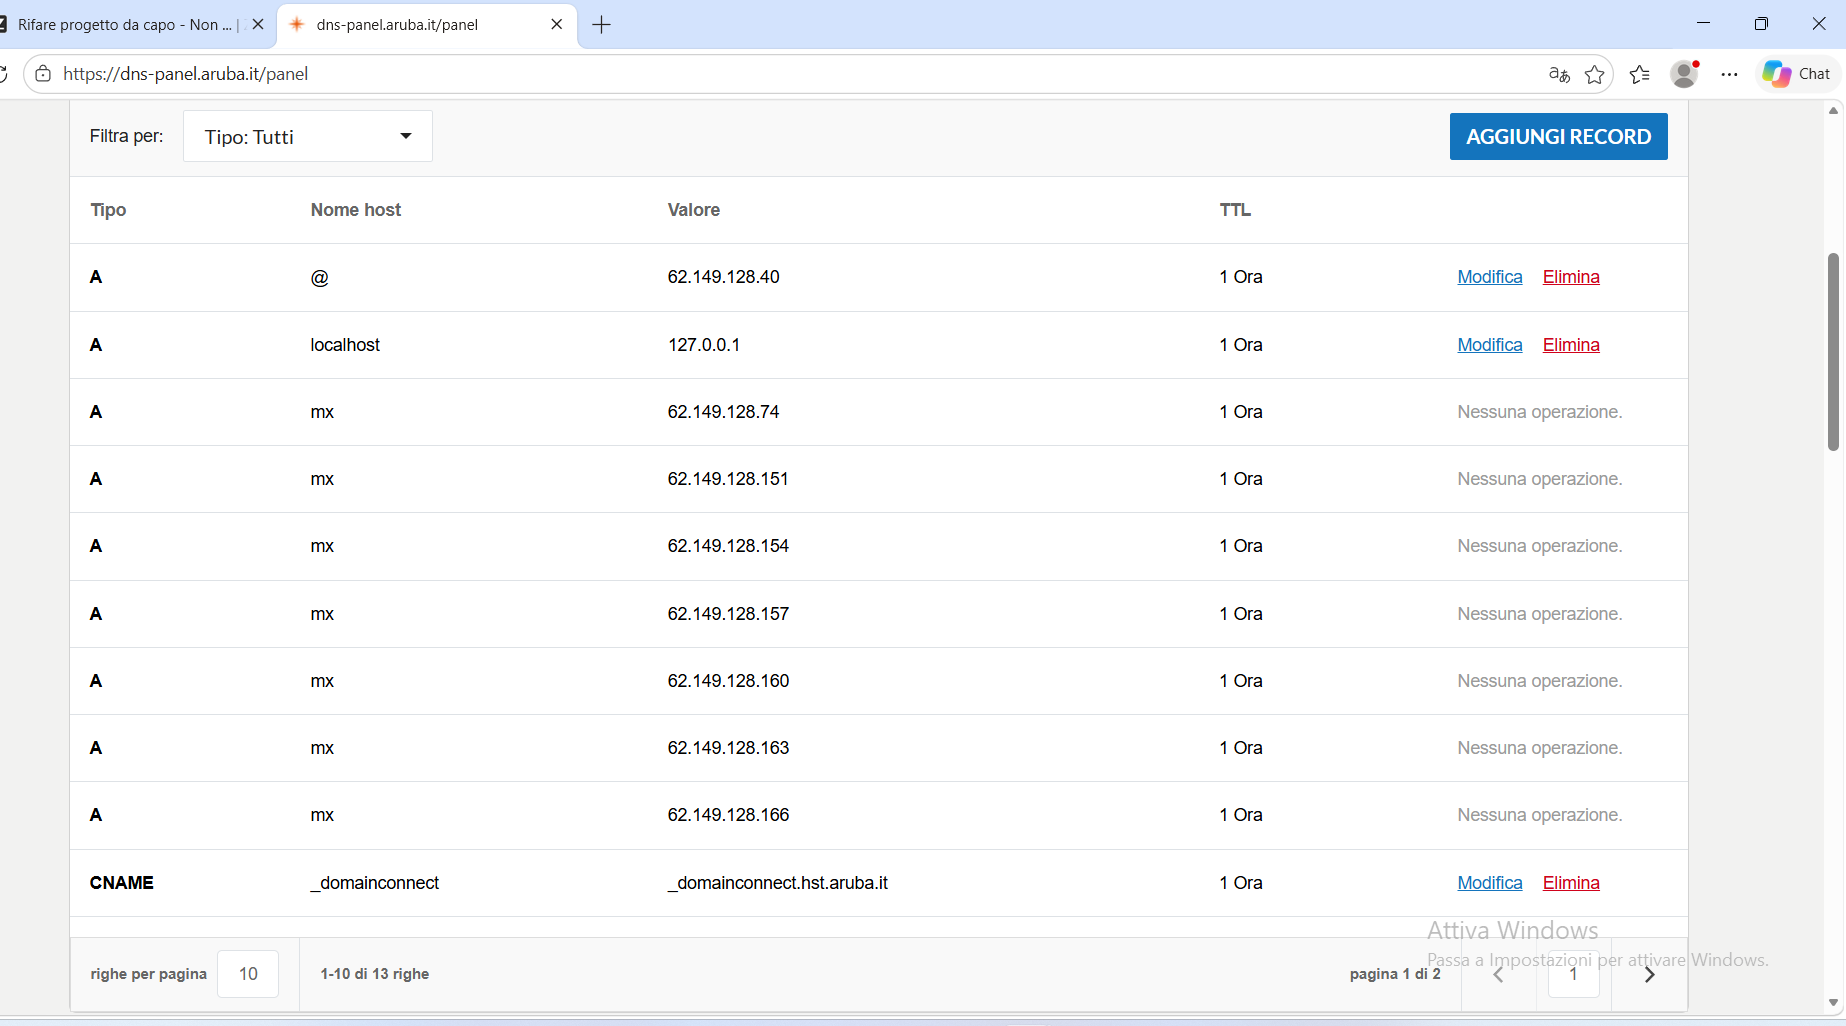 Rifare progetto da capo - Non ... |
dns-panel.aruba.it/panel
https://dns-panel.aruba.it/panel
Chat
Filtra per: Tipo: Tutti AGGIUNGI RECORD
Tipo Nome host Valore TTL
A @ 62.149.128.40 1 Ora Modifica Elimina
A localhost 127.0.0.1 1 Ora Modifica Elimina
A mx 62.149.128.74 1 Ora Nessuna operazione.
A mx 62.149.128.151 1 Ora Nessuna operazione.
A mx 62.149.128.154 1 Ora Nessuna operazione.
A mx 62.149.128.157 1 Ora Nessuna operazione.
A mx 62.149.128.160 1 Ora Nessuna operazione.
A mx 62.149.128.163 1 Ora Nessuna operazione.
A mx 62.149.128.166 1 Ora Nessuna operazione.
CNAME _domainconnect _domainconnect.hst.aruba.it 1 Ora Modifica Elimina
Attiva Windows
Passa a Impostazioni per attivare Windows.
righe per pagina 10 1-10 di 13 righe pagina 1 di 2 1